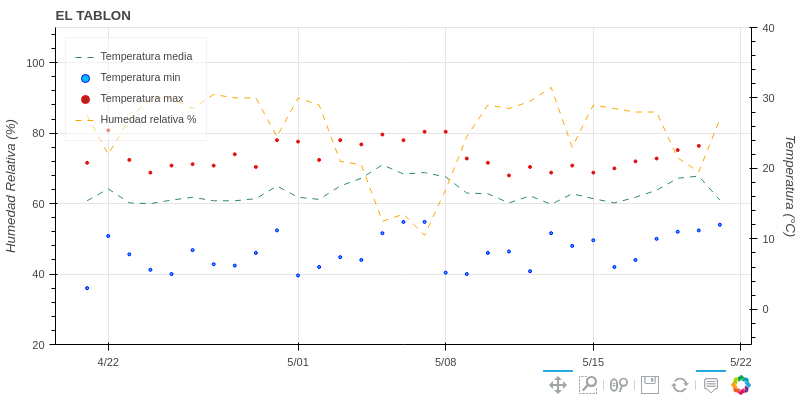 EL TABLON
Temperatura media
Temperatura min
Temperatura max
Humedad relativa %
Humedad Relativa (%)
100
80
60
40
20
Temperatura (°C)
40
30
20
10
0
4/22
5/01
5/08
5/15
5/22